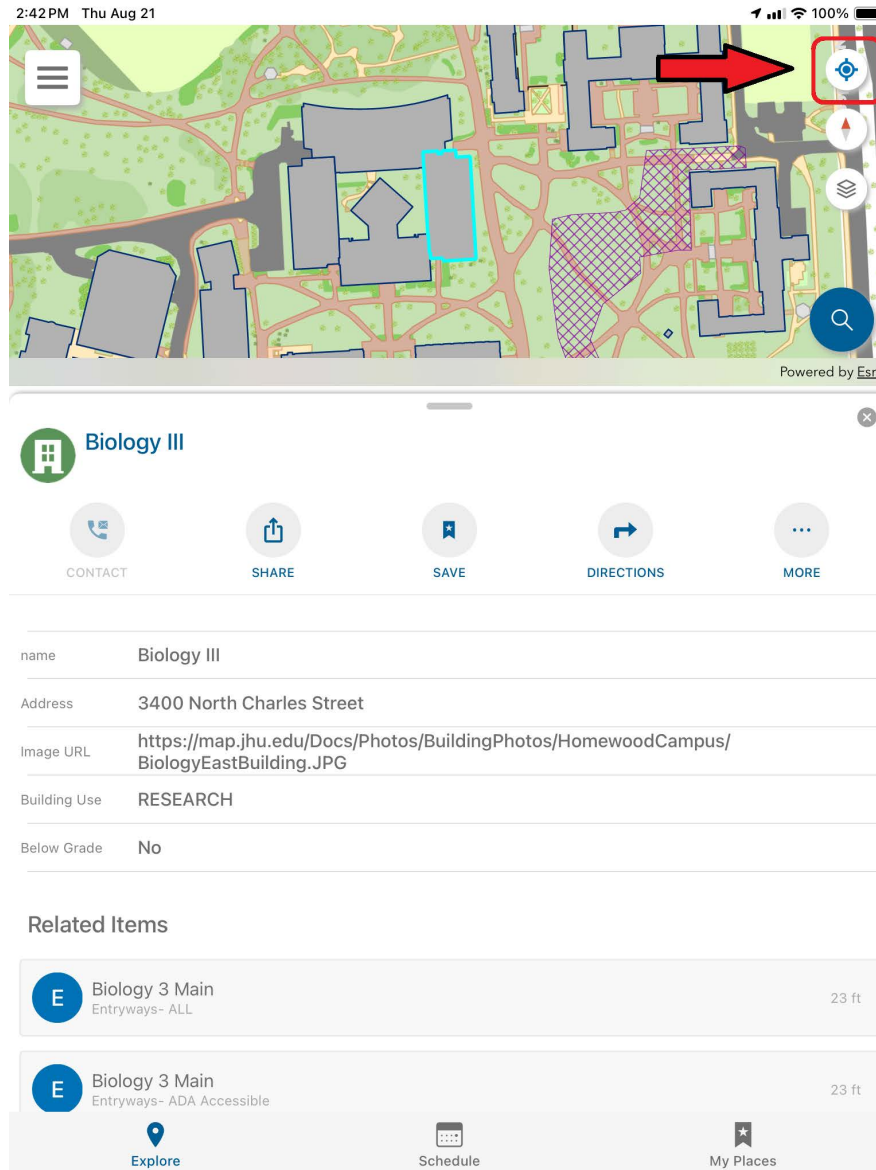 2:42 PM Thu Aug 21
100%
Powered by Esr
Biology III
CONTACT
SHARE
SAVE
DIRECTIONS
MORE
name Biology III
Address 3400 North Charles Street
Image URL https://map.jhu.edu/Docs/Photos/BuildingPhotos/HomewoodCampus/
BiologyEastBuilding.JPG
Building Use RESEARCH
Below Grade No
Related Items
E
Biology 3 Main
Entryways- ALL
23 ft
E
Biology 3 Main
Entryways- ADA Accessible
23 ft
Explore
Schedule
My Places